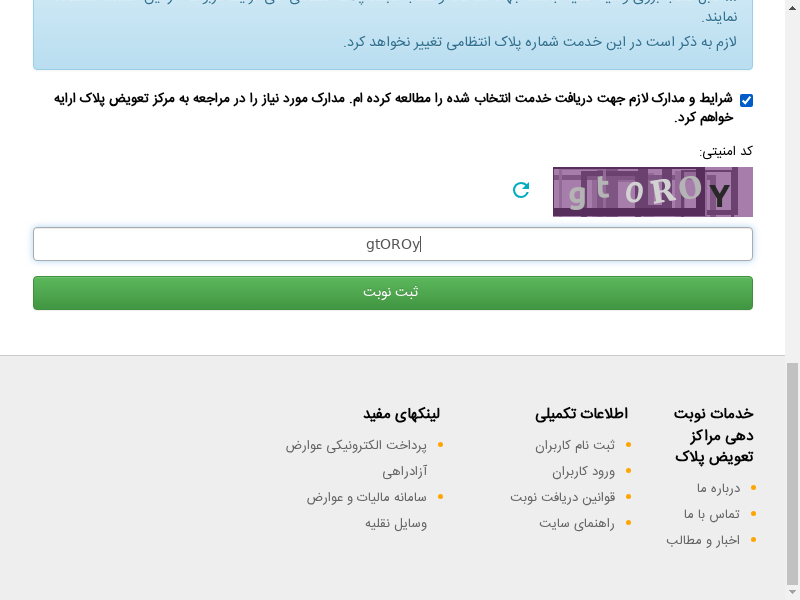 نمایند.
لازم به ذکر است در این خدمت شماره پلاک انتظامی تغییر نخواهد کرد.
شرایط و مدارک لازم جهت دریافت خدمت انتخاب شده را مطالعه کرده ام. مدارک مورد نیاز را در مراجعه به مرکز تعویض پلاک ارایه
خواهم کرد.
کد امنیتی:
gtOROY
gtOROy
ثبت نوبت
خدمات نوبت
دهی مراکز
تعویض پلاک
درباره ما
تماس با ما
اخبار و مطالب
اطلاعات تکمیلی
ثبت نام کاربران
ورود کاربران
قوانین دریافت نوبت
راهنمای سایت
لینکهای مفید
پرداخت الکترونیکی عوارض
آزادراهی
سامانه مالیات و عوارض
وسایل نقلیه